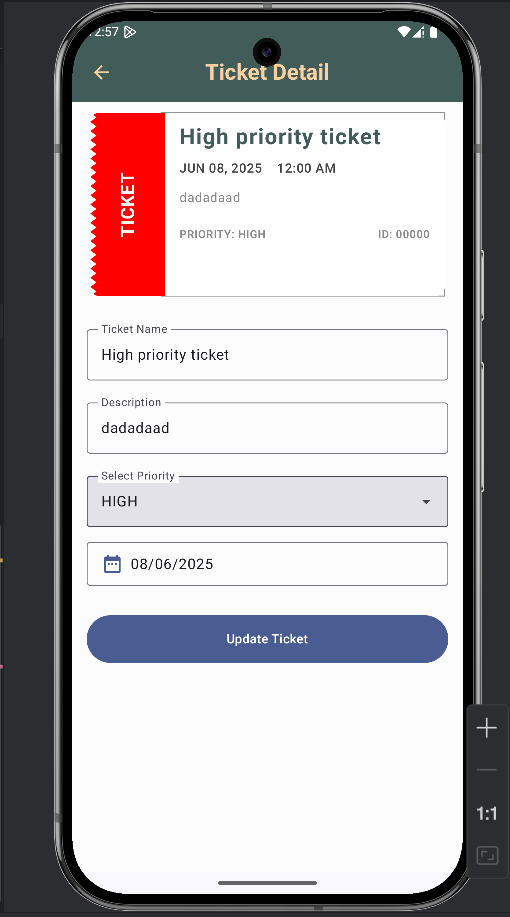 2:57
Ticket Detail
TICKET
High priority ticket
JUN 08, 2025 12:00 AM
dadadaad
PRIORITY: HIGH ID: 00000
Ticket Name
High priority ticket
Description
dadadaad
Select Priority
HIGH
08/06/2025
Update Ticket
1:1